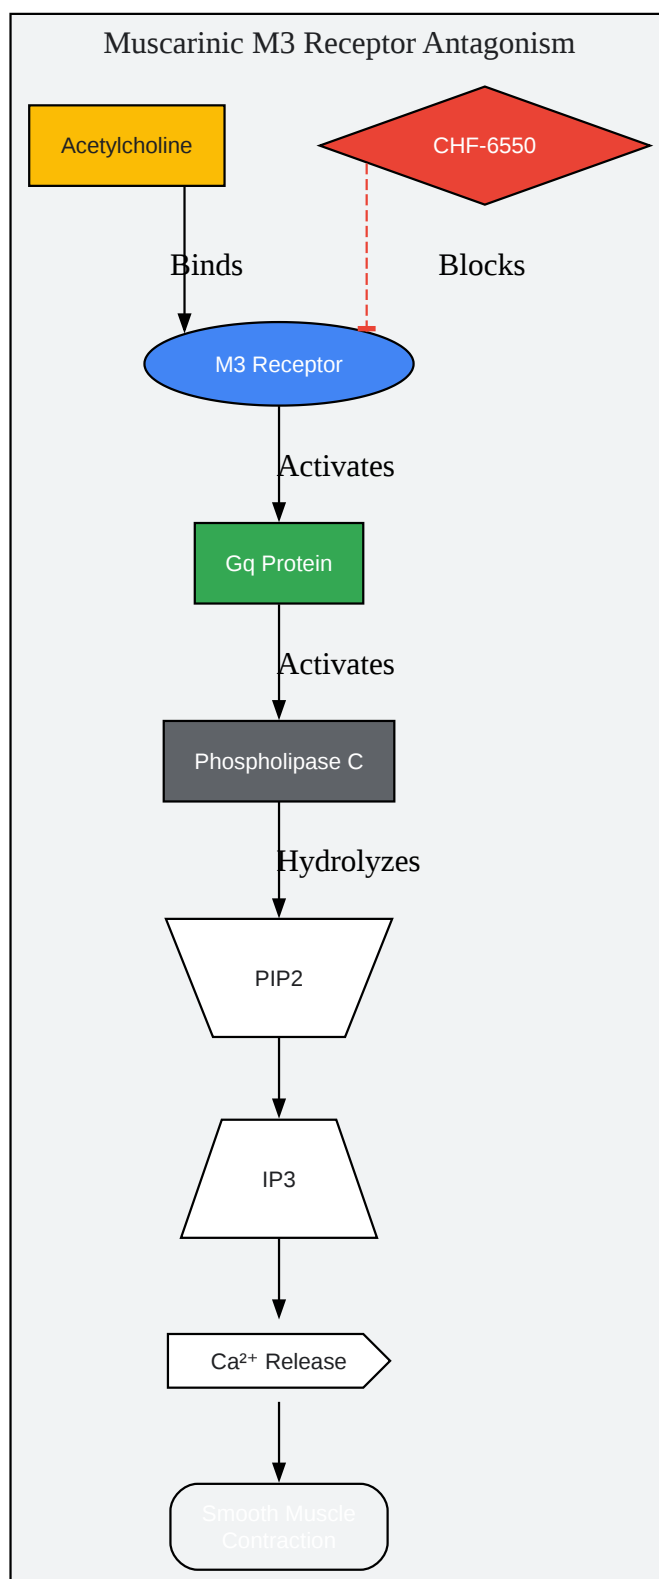 Muscarinic M3 Receptor Antagonism
Acetylcholine
CHF-6550
Binds
Blocks
M3 Receptor
Activates
Gq Protein
Activates
Phospholipase C
Hydrolyzes
PIP2
IP3
Ca²⁺ Release
Smooth Muscle
Contraction